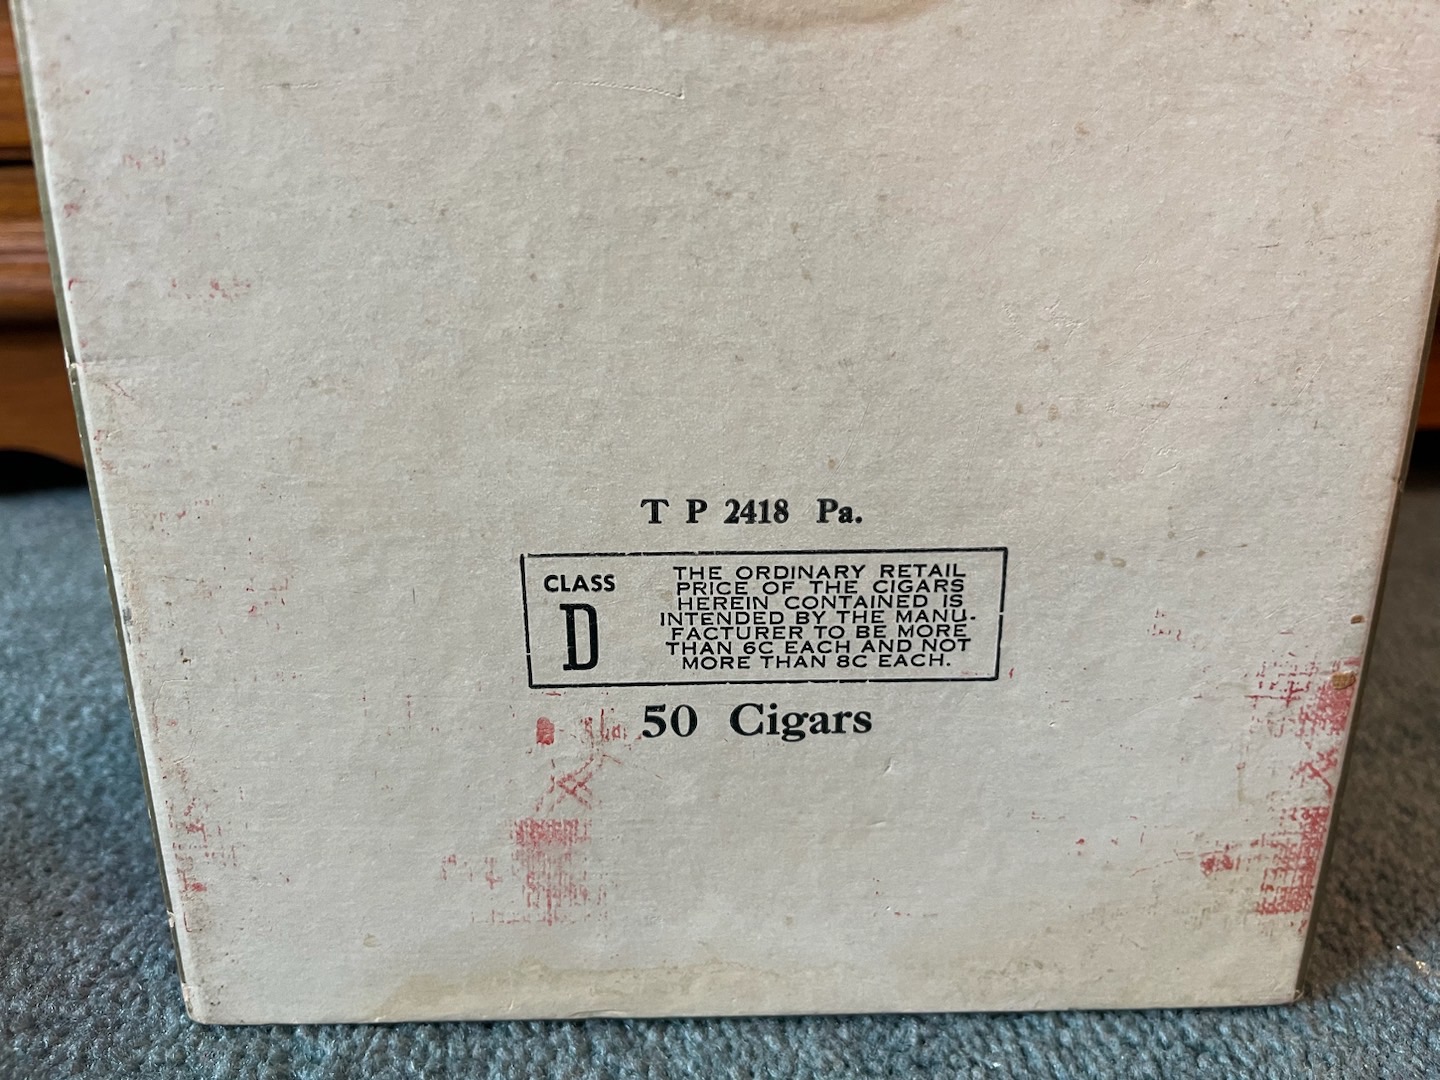 T P 2418 Pa.
CLASS
D
THE ORDINARY RETAIL
PRICE OF THE CIGARS
HEREIN CONTAINED IS
INTENDED BY THE MANU-
FACTURER TO BE MORE
THAN 6C EACH AND NOT
MORE THAN 8C EACH.
50 Cigars